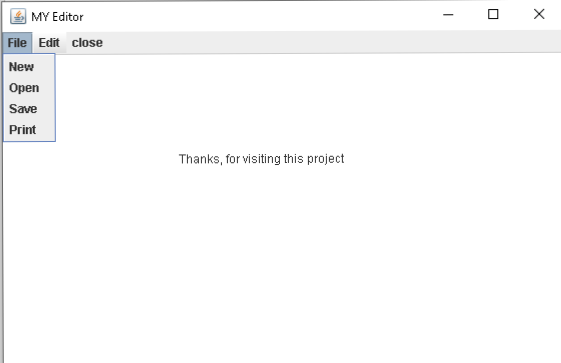 MY Editor
File Edit close
New
Open
Save
Print
Thanks, for visiting this project